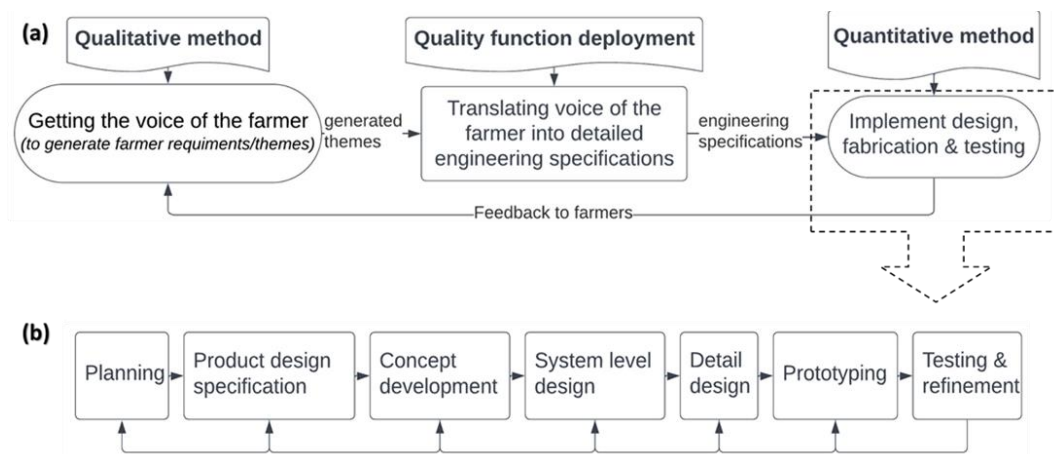 (a)
Qualitative method
Quality function deployment
Quantitative method
Getting the voice of the farmer
(to generate farmer requiments/themes)
generated
themes
Translating voice of the
farmer into detailed
engineering specifications
engineering
specifications
Implement design,
fabrication & testing
Feedback to farmers
(b)
Planning
Product design
specification
Concept
development
System level
design
Detail
design
Prototyping
Testing &
refinement